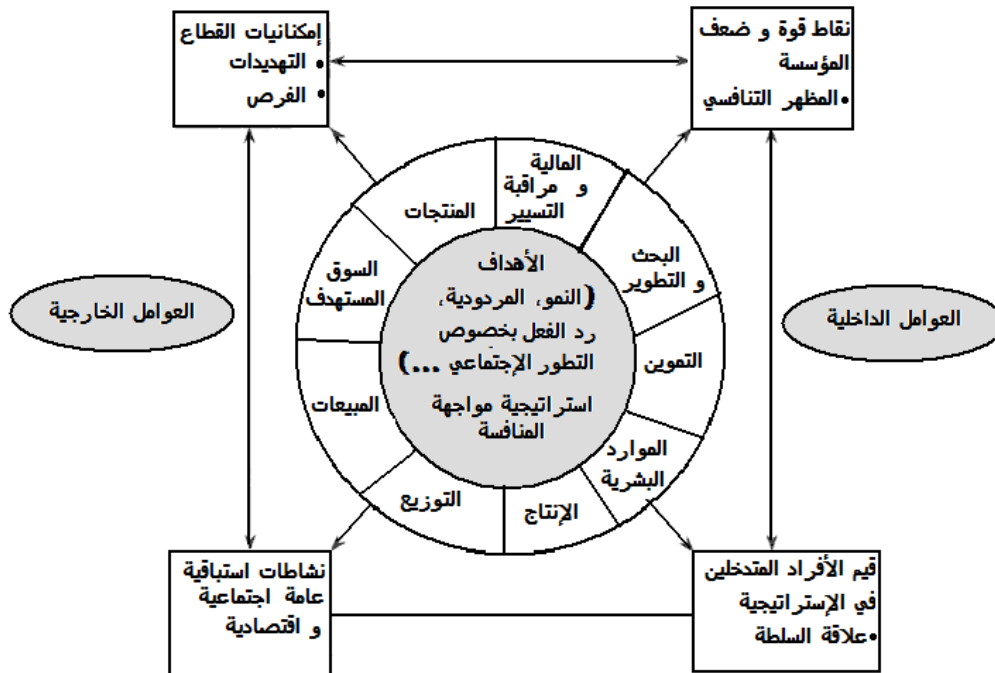 نقاط قوة و ضعف
المؤسسة
•المظهر التنافسي
إمكنانيات القطاع
• التهديدات
• الفرص
المالية
و مراقبة
التسيير
المنتجات
البحث
و التطوير
السوق
المستهدف
الأهداف
(النمو، المردودية،
رد الفعل بخصوص
التطور الإجتماعي ...)
استراتيجية مواجهة
المنافسة
العوامل الداخلية
العوامل الخارجية
التموين
المبيعات
الموارد
البشرية
الإنتاج
التوزيع
قيم الأفراد المتدخلين
في الإستراتيجية
•علاقة السلطة
نشاطات استباقية
عامة اجتماعية
و اقتصادية